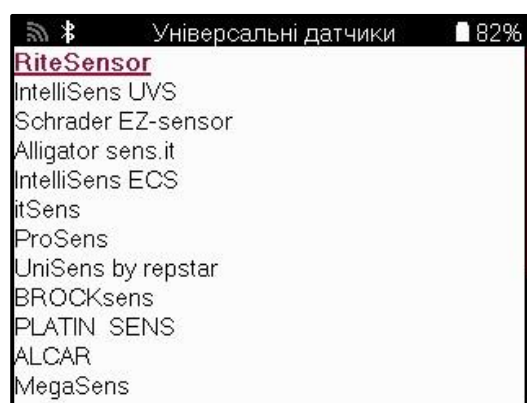 Універсальні датчики 82%
RiteSensor
IntelliSens UVS
Schrader EZ-sensor
Alligator sens.it
IntelliSens ECS
itSens
ProSens
UniSens by repstar
BROCKsens
PLATIN SENS
ALCAR
MegaSens